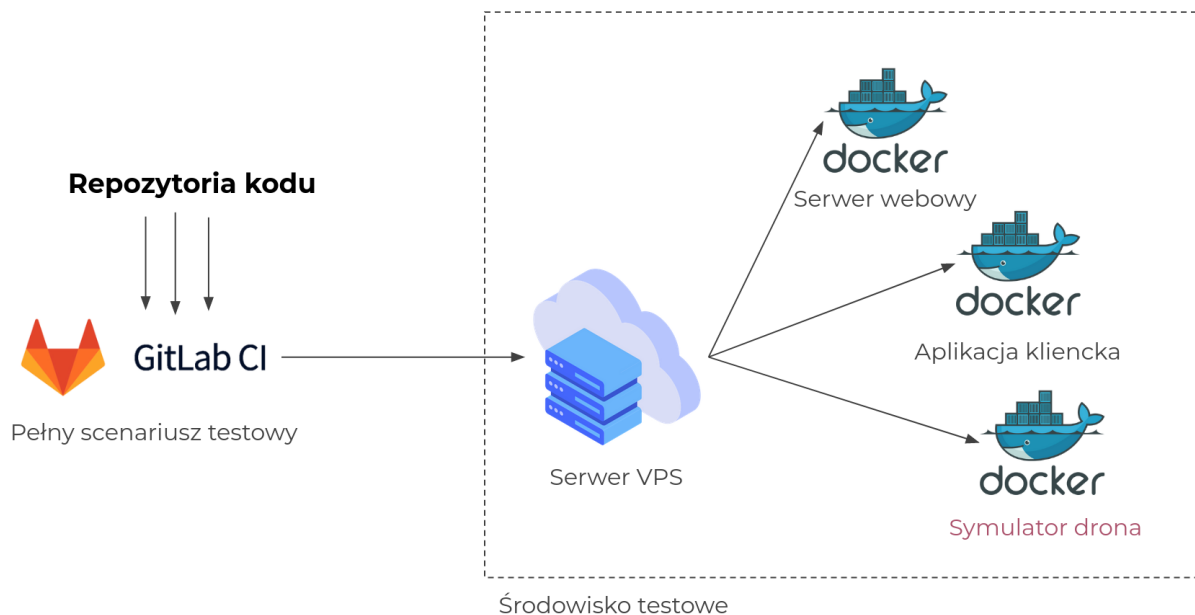 Repozytoria kodu
GitLab CI
Pełny scenariusz testowy
Serwer VPS
docker
Serwer webowy
docker
Aplikacja kliencka
docker
Symulator drona
Środowisko testowe